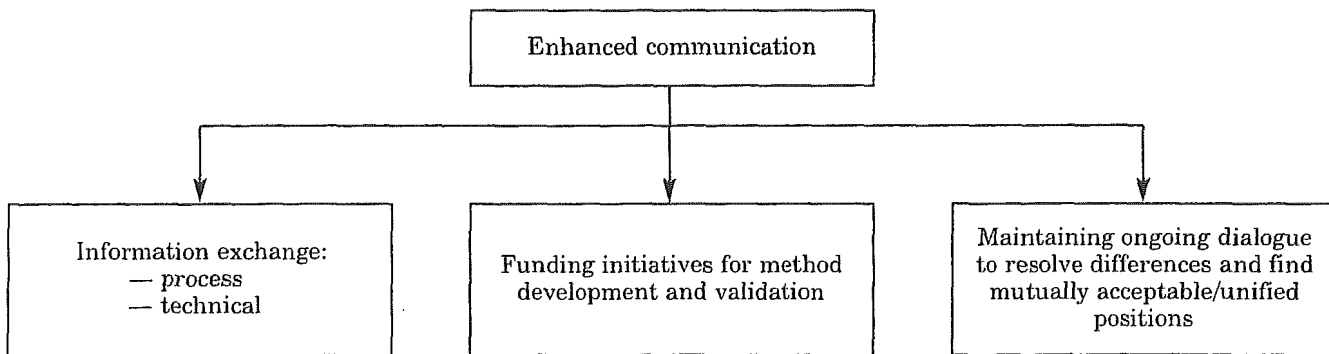 Enhanced communication
Information exchange:
— process
— technical
Funding initiatives for method
development and validation
Maintaining ongoing dialogue
to resolve differences and find
mutually acceptable/unified
positions